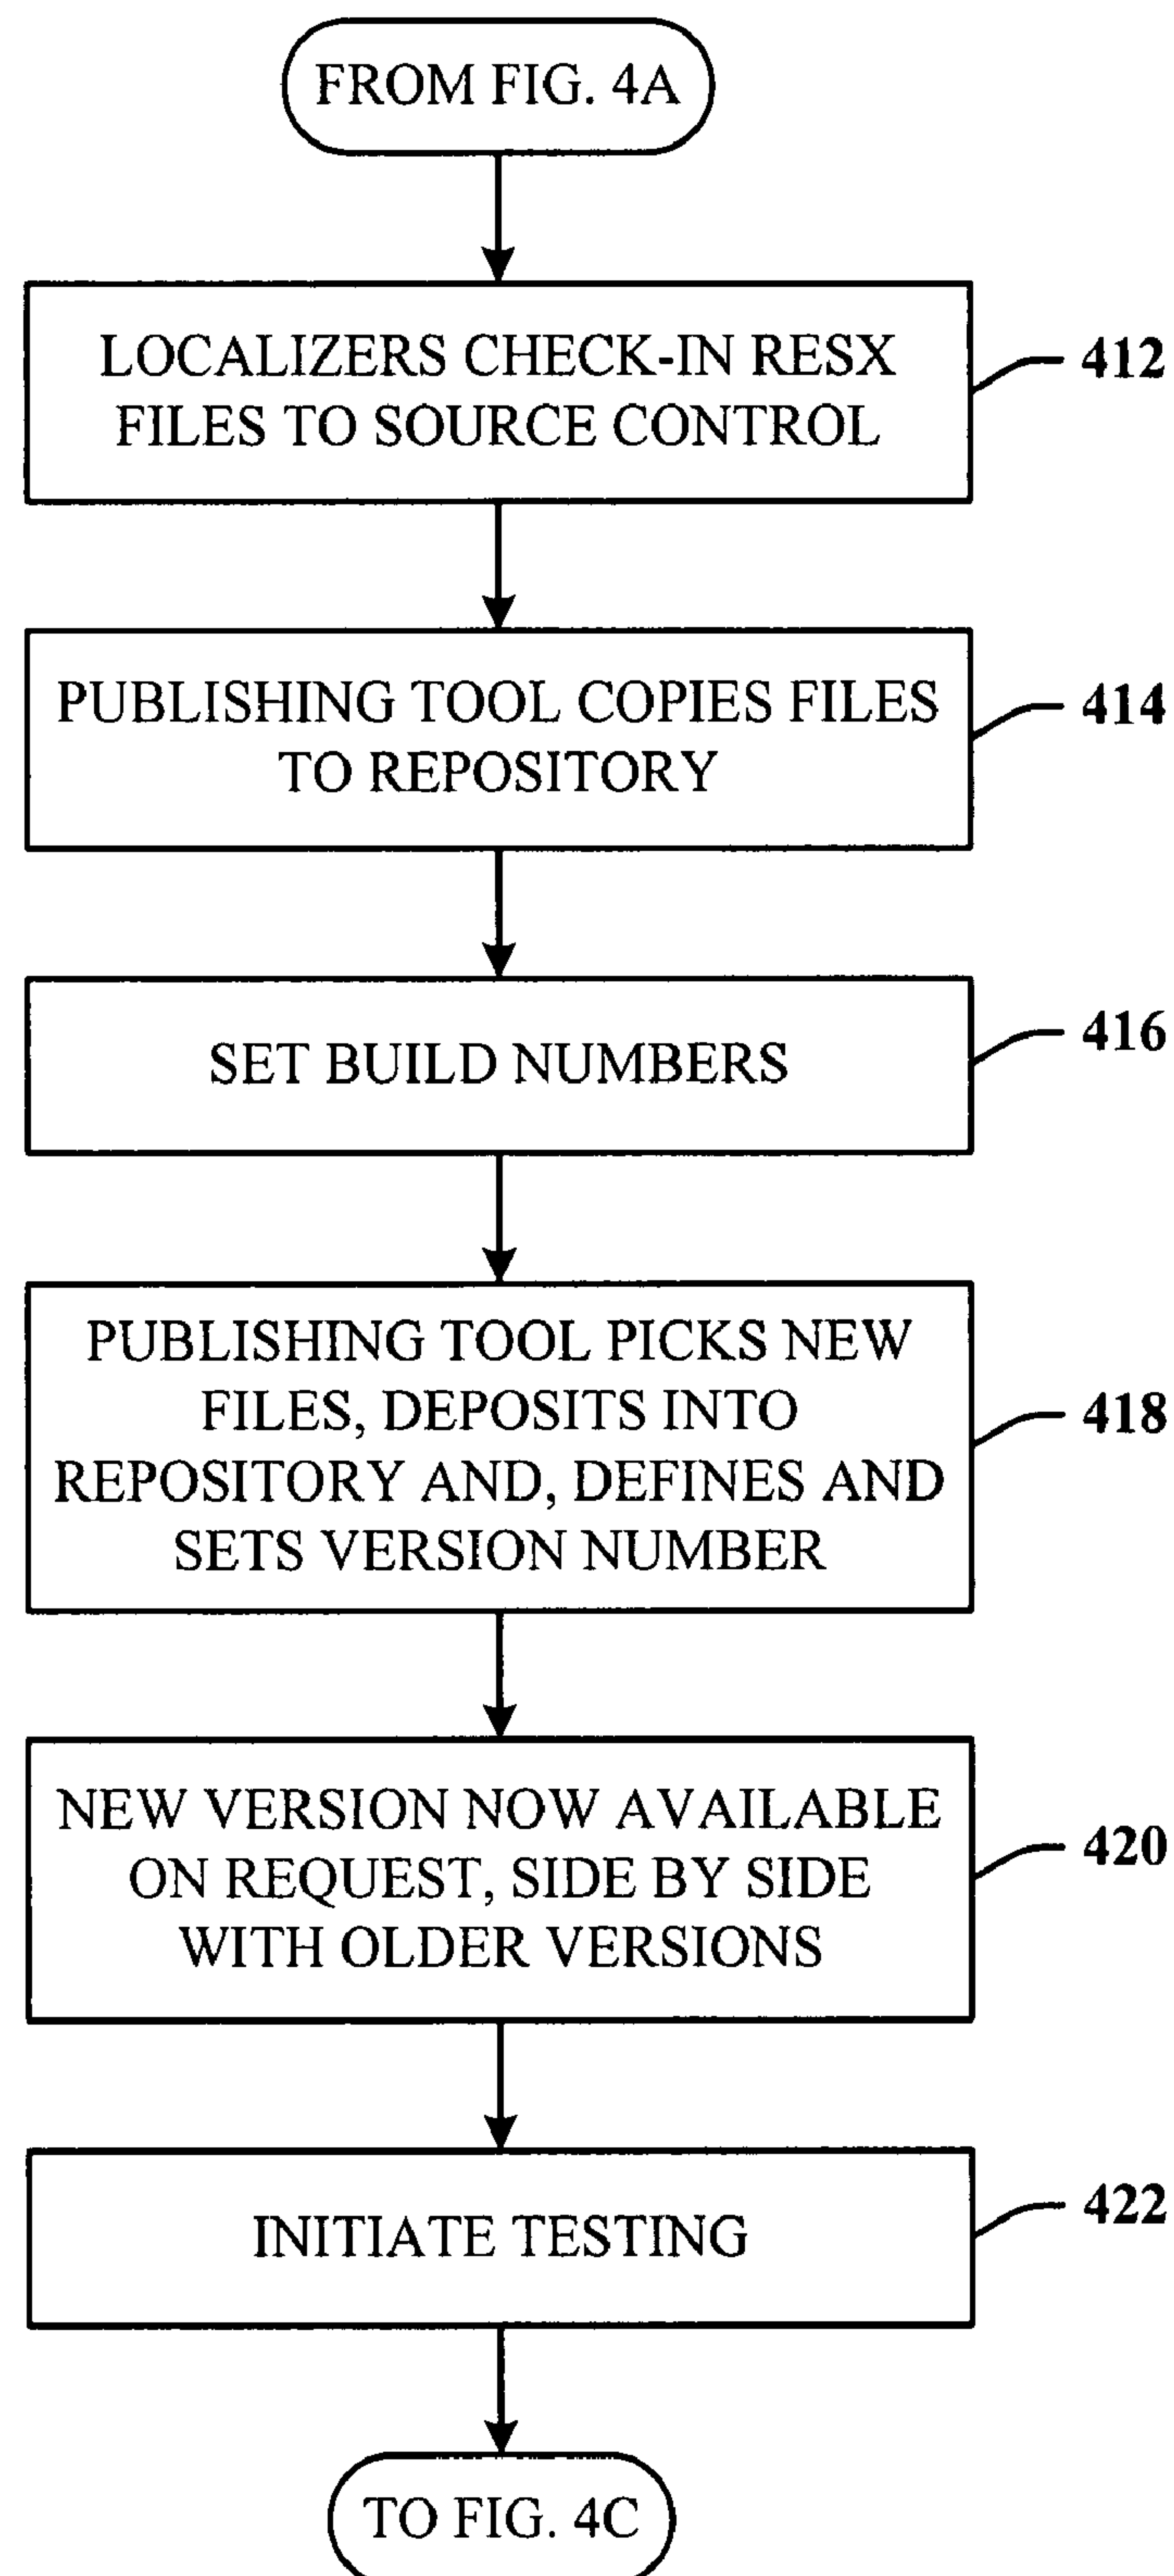 FROM FIG. 4A
LOCALIZERS CHECK-IN RESX
FILES TO SOURCE CONTROL
412
PUBLISHING TOOL COPIES FILES
TO REPOSITORY
414
SET BUILD NUMBERS
416
PUBLISHING TOOL PICKS NEW
FILES, DEPOSITS INTO
REPOSITORY AND, DEFINES AND
SETS VERSION NUMBER
418
NEW VERSION NOW AVAILABLE
ON REQUEST, SIDE BY SIDE
WITH OLDER VERSIONS
420
INITIATE TESTING
422
TO FIG. 4C